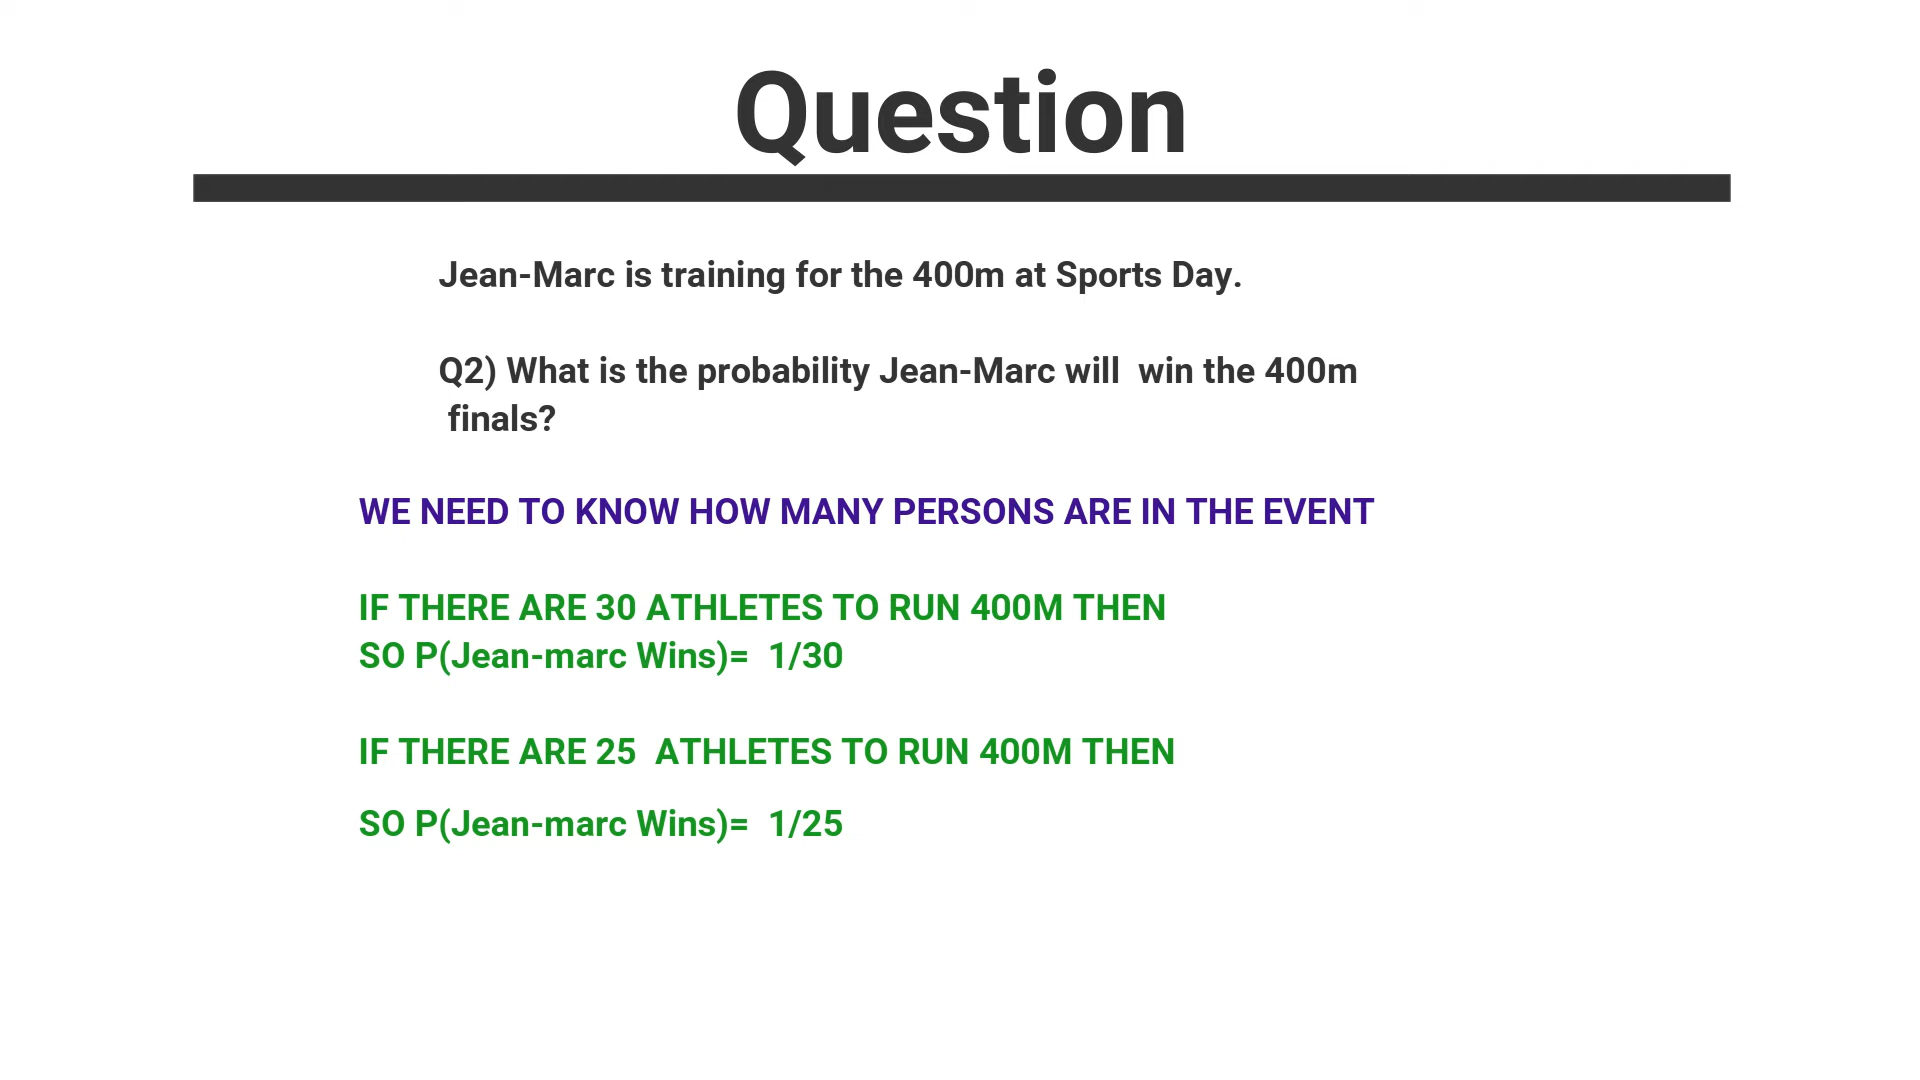 Question
Jean-Marc is training for the 400m at Sports Day.
Q2) What is the probability Jean-Marc will  win the 400m
finals?
WE NEED TO KNOW HOW MANY PERSONS ARE IN THE EVENT
IF THERE ARE 30 ATHLETES TO RUN 400M THEN
SO P(Jean-marc Wins)=  1/30
IF THERE ARE 25  ATHLETES TO RUN 400M THEN
SO P(Jean-marc Wins)=  1/25